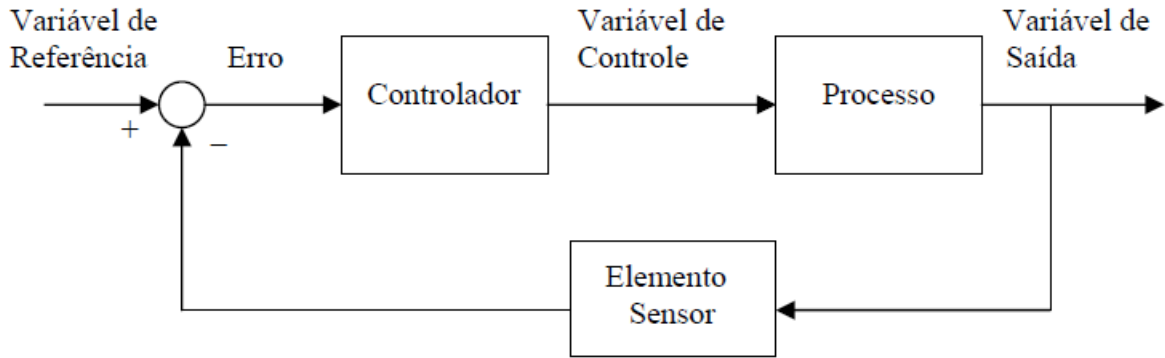 Variável de
Referência
Erro
Controlador
Variável de
Controle
Processo
Variável de
Saída
+
−
Elemento
Sensor